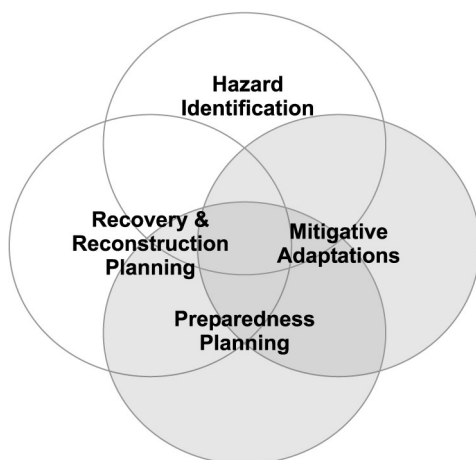 Hazard
Identification
Recovery &
Reconstruction
Planning
Mitigative
Adaptations
Preparedness
Planning